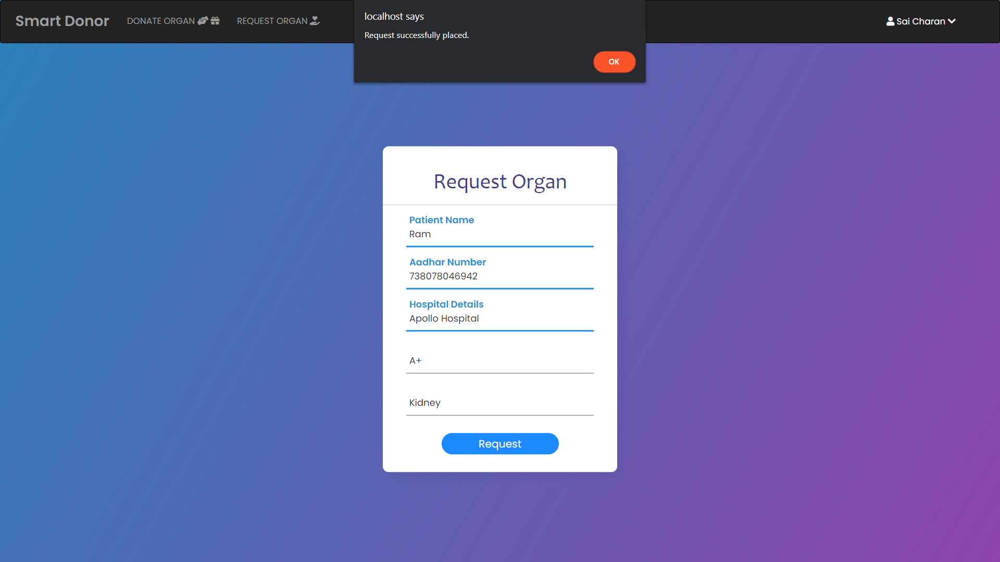 Smart Donor
DONATE ORGAN
REQUEST ORGAN
localhost says
Request successfully placed.
OK
Sai Charan
Request Organ
Patient Name
Ram
Aadhar Number
738078046942
Hospital Details
Apollo Hospital
A+
Kidney
Request